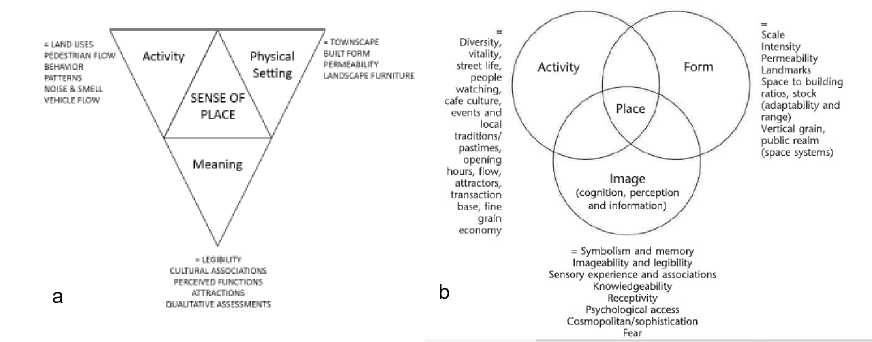 = LAND USES
PEDESTRIAN FLOW
BEHAVIOR
PATTERNS
NOISE & SMELL
VEHICLE FLOW
Activity
Physical
Setting
SENSE OF
PLACE
Meaning
= TOWNSCAPE
BUILT FORM
PERMEABILITY
LANDSCAPE FURNITURE
= LEGIBILITY
CULTURAL ASSOCIATIONS
PERCEIVED FUNCTIONS
ATTRACTIONS
QUALITATIVE ASSESSMENTS
a
=
Diversity,
vitality,
street life,
people
watching,
cafe culture,
events and
local
traditions/
pastimes,
opening
hours, flow,
attractors,
transaction
base, fine
grain
economy
Activity
Form
Place
Image
(cognition, perception
and information)
=
Scale
Intensity
Permeability
Landmarks
Space to building
ratios, stock
(adaptability and
range)
Vertical grain,
public realm
(space systems)
= Symbolism and memory
Imageability and legibility
Sensory experience and associations
Knowledgeability
Receptivity
Psychological access
Cosmopolitan/sophistication
Fear
b